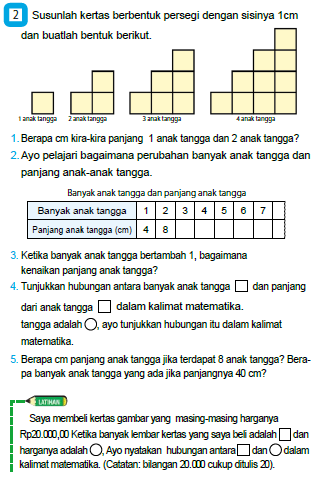 2 Susunlah kertas berbentuk persegi dengan sisinya 1cm
dan buatlah bentuk berikut.
1 anak tangga 2 anak tangga 3 anak tangga 4 anak tangga
1. Berapa cm kira-kira panjang 1 anak tangga dan 2 anak tangga?
2. Ayo pelajari bagaimana perubahan banyak anak tangga dan
panjang anak-anak tangga.
Banyak anak tangga dan panjang anak tangga
Banyak anak tangga 1 2 3 4 5 6 7
Panjang anak tangga (cm) 4 8
3. Ketika banyak anak tangga bertambah 1, bagaimana
kenaikan panjang anak tangga?
4. Tunjukkan hubungan antara banyak anak tangga □ dan panjang
dari anak tangga □ dalam kalimat matematika.
tangga adalah ○, ayo tunjukkan hubungan itu dalam kalimat
matematika.
5. Berapa cm panjang anak tangga jika terdapat 8 anak tangga? Bera-
pa banyak anak tangga yang ada jika panjangnya 40 cm?
LATIHAN
Saya membeli kertas gambar yang masing-masing harganya
Rp20.000,00 Ketika banyak lembar kertas yang saya beli adalah □ dan
harganya adalah ○, Ayo nyatakan hubungan antara □ dan ○ dalam
kalimat matematika. (Catatan: bilangan 20.000 cukup ditulis 20).